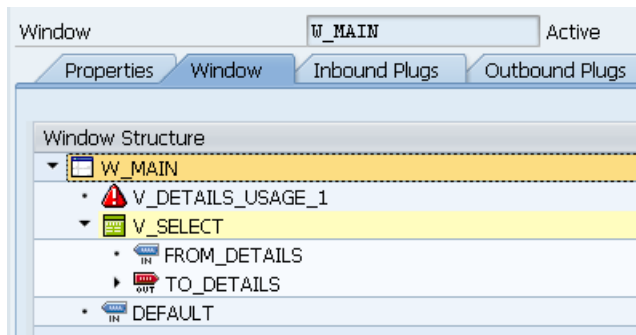 Window W_MAIN Active
Properties Window Inbound Plugs Outbound Plugs
Window Structure
W_MAIN
V_DETAILS_USAGE_1
V_SELECT
IN FROM_DETAILS
OUT TO_DETAILS
IN DEFAULT